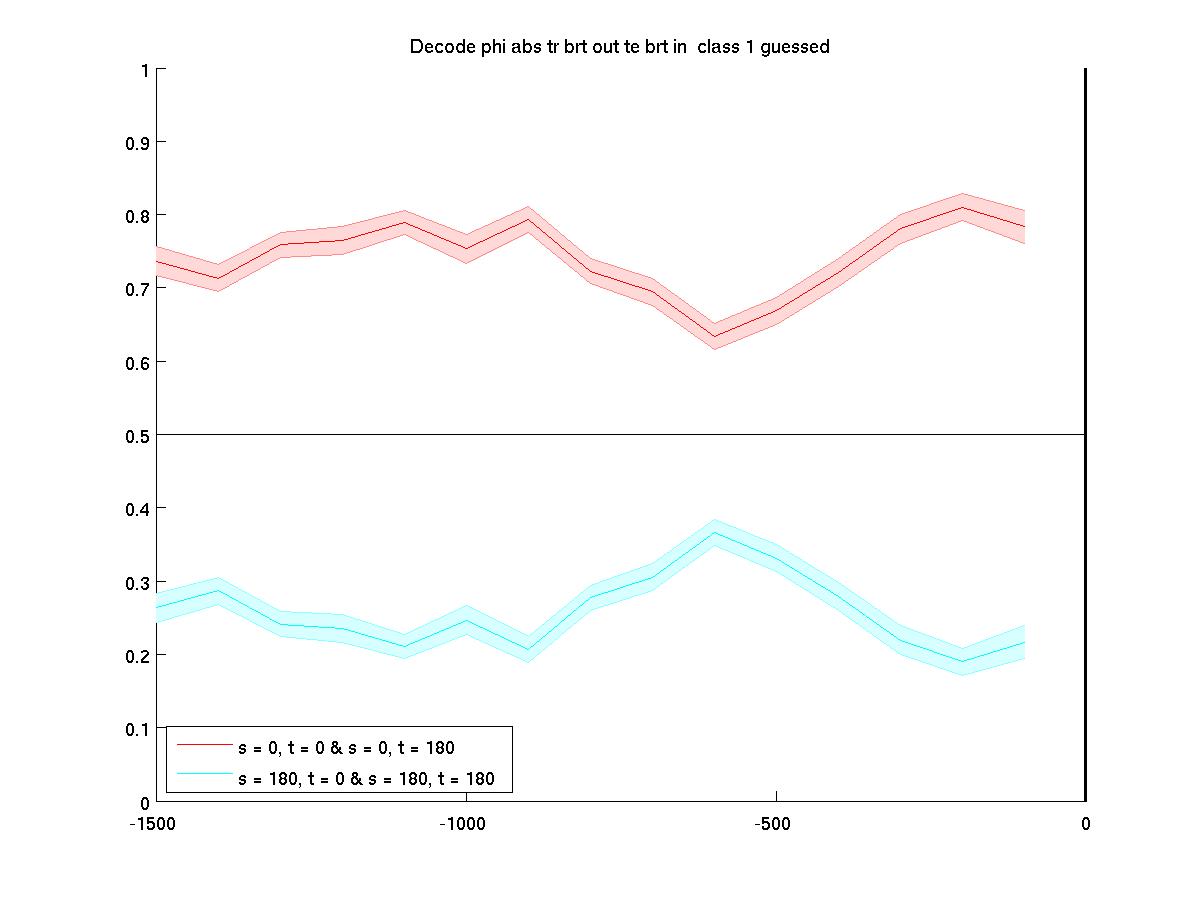 Decode phi abs tr brt out te brt in  class 1 guessed
1
0.9
0.8
0.7
0.6
0.5
0.4
0.3
0.2
0.1
0
s = 0, t = 0 & s = 0, t = 180
s = 180, t = 0 & s = 180, t = 180
-1500 -1000 -500 0